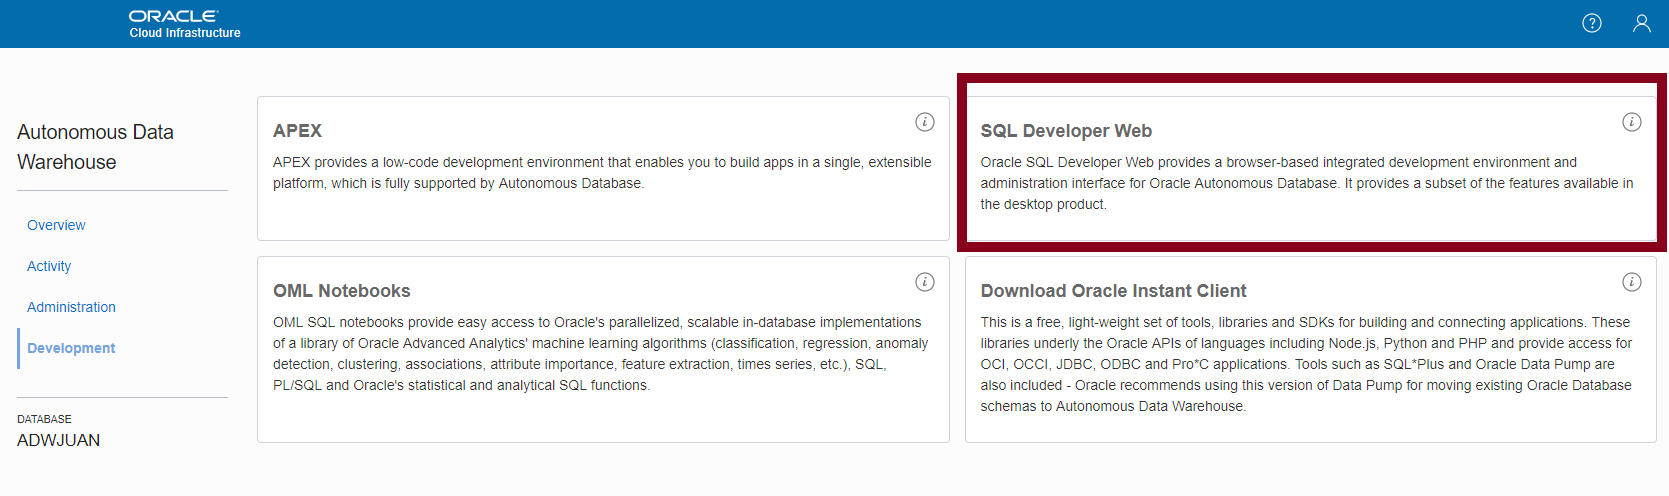 ORACLE
Cloud Infrastructure
Autonomous Data
Warehouse
Overview
Activity
Administration
Development
DATABASE
ADWJUAN
APEX
APEX provides a low-code development environment that enables you to build apps in a single, extensible
platform, which is fully supported by Autonomous Database.
SQL Developer Web
Oracle SQL Developer Web provides a browser-based integrated development environment and
administration interface for Oracle Autonomous Database. It provides a subset of the features available in
the desktop product.
OML Notebooks
OML SQL notebooks provide easy access to Oracle's parallelized, scalable in-database implementations
of a library of Oracle Advanced Analytics' machine learning algorithms (classification, regression, anomaly
detection, clustering, associations, attribute importance, feature extraction, times series, etc.), SQL,
PL/SQL and Oracle's statistical and analytical SQL functions.
Download Oracle Instant Client
This is a free, light-weight set of tools, libraries and SDKs for building and connecting applications. These
libraries underly the Oracle APIs of languages including Node.js, Python and PHP and provide access for
OCI, OCCI, JDBC, ODBC and Pro*C applications. Tools such as SQL*Plus and Oracle Data Pump are
also included - Oracle recommends using this version of Data Pump for moving existing Oracle Database
schemas to Autonomous Data Warehouse.